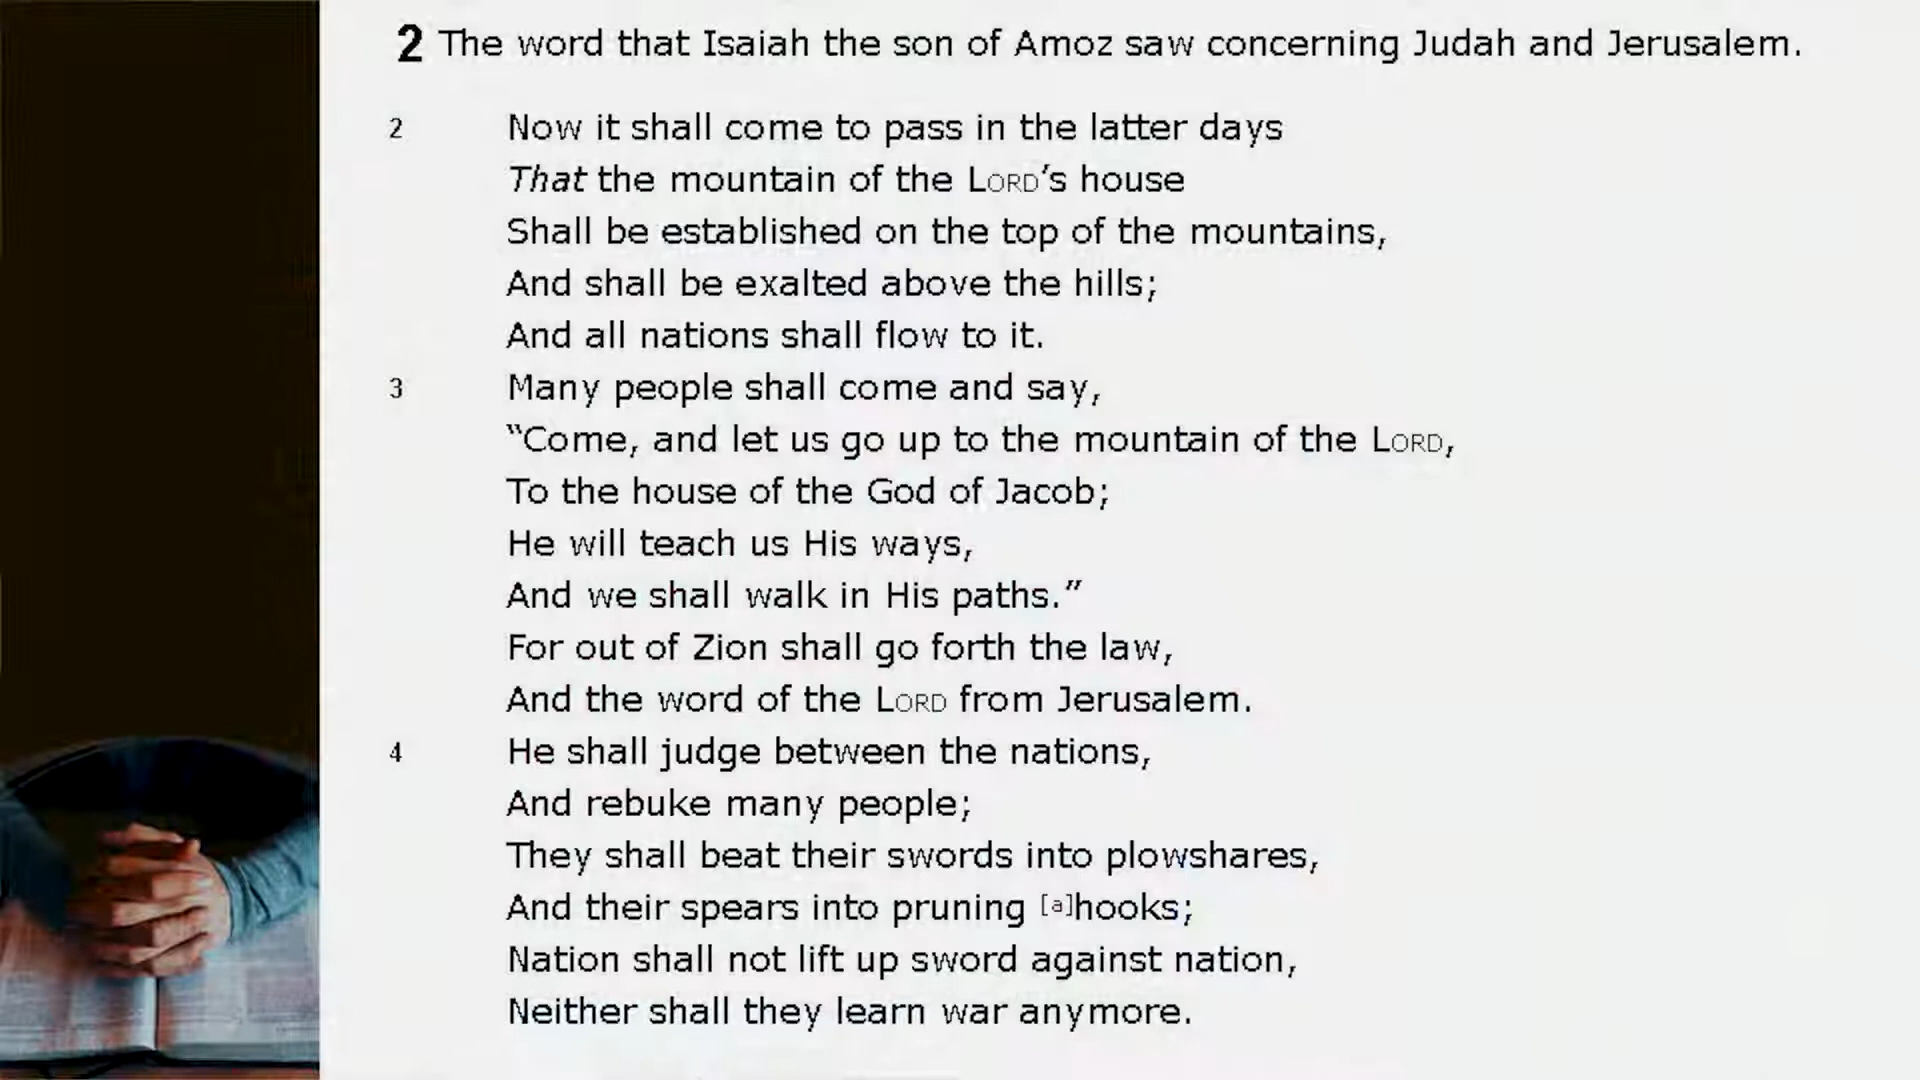 2 The word that Isaiah the son of Amoz saw concerning Judah and Jerusalem.
2 Now it shall come to pass in the latter days
That the mountain of the LORD’s house
Shall be established on the top of the mountains,
And shall be exalted above the hills;
And all nations shall flow to it.
3 Many people shall come and say,
“Come, and let us go up to the mountain of the LORD,
To the house of the God of Jacob;
He will teach us His ways,
And we shall walk in His paths.”
For out of Zion shall go forth the law,
And the word of the LORD from Jerusalem.
4 He shall judge between the nations,
And rebuke many people;
They shall beat their swords into plowshares,
And their spears into pruning [a]hooks;
Nation shall not lift up sword against nation,
Neither shall they learn war anymore.